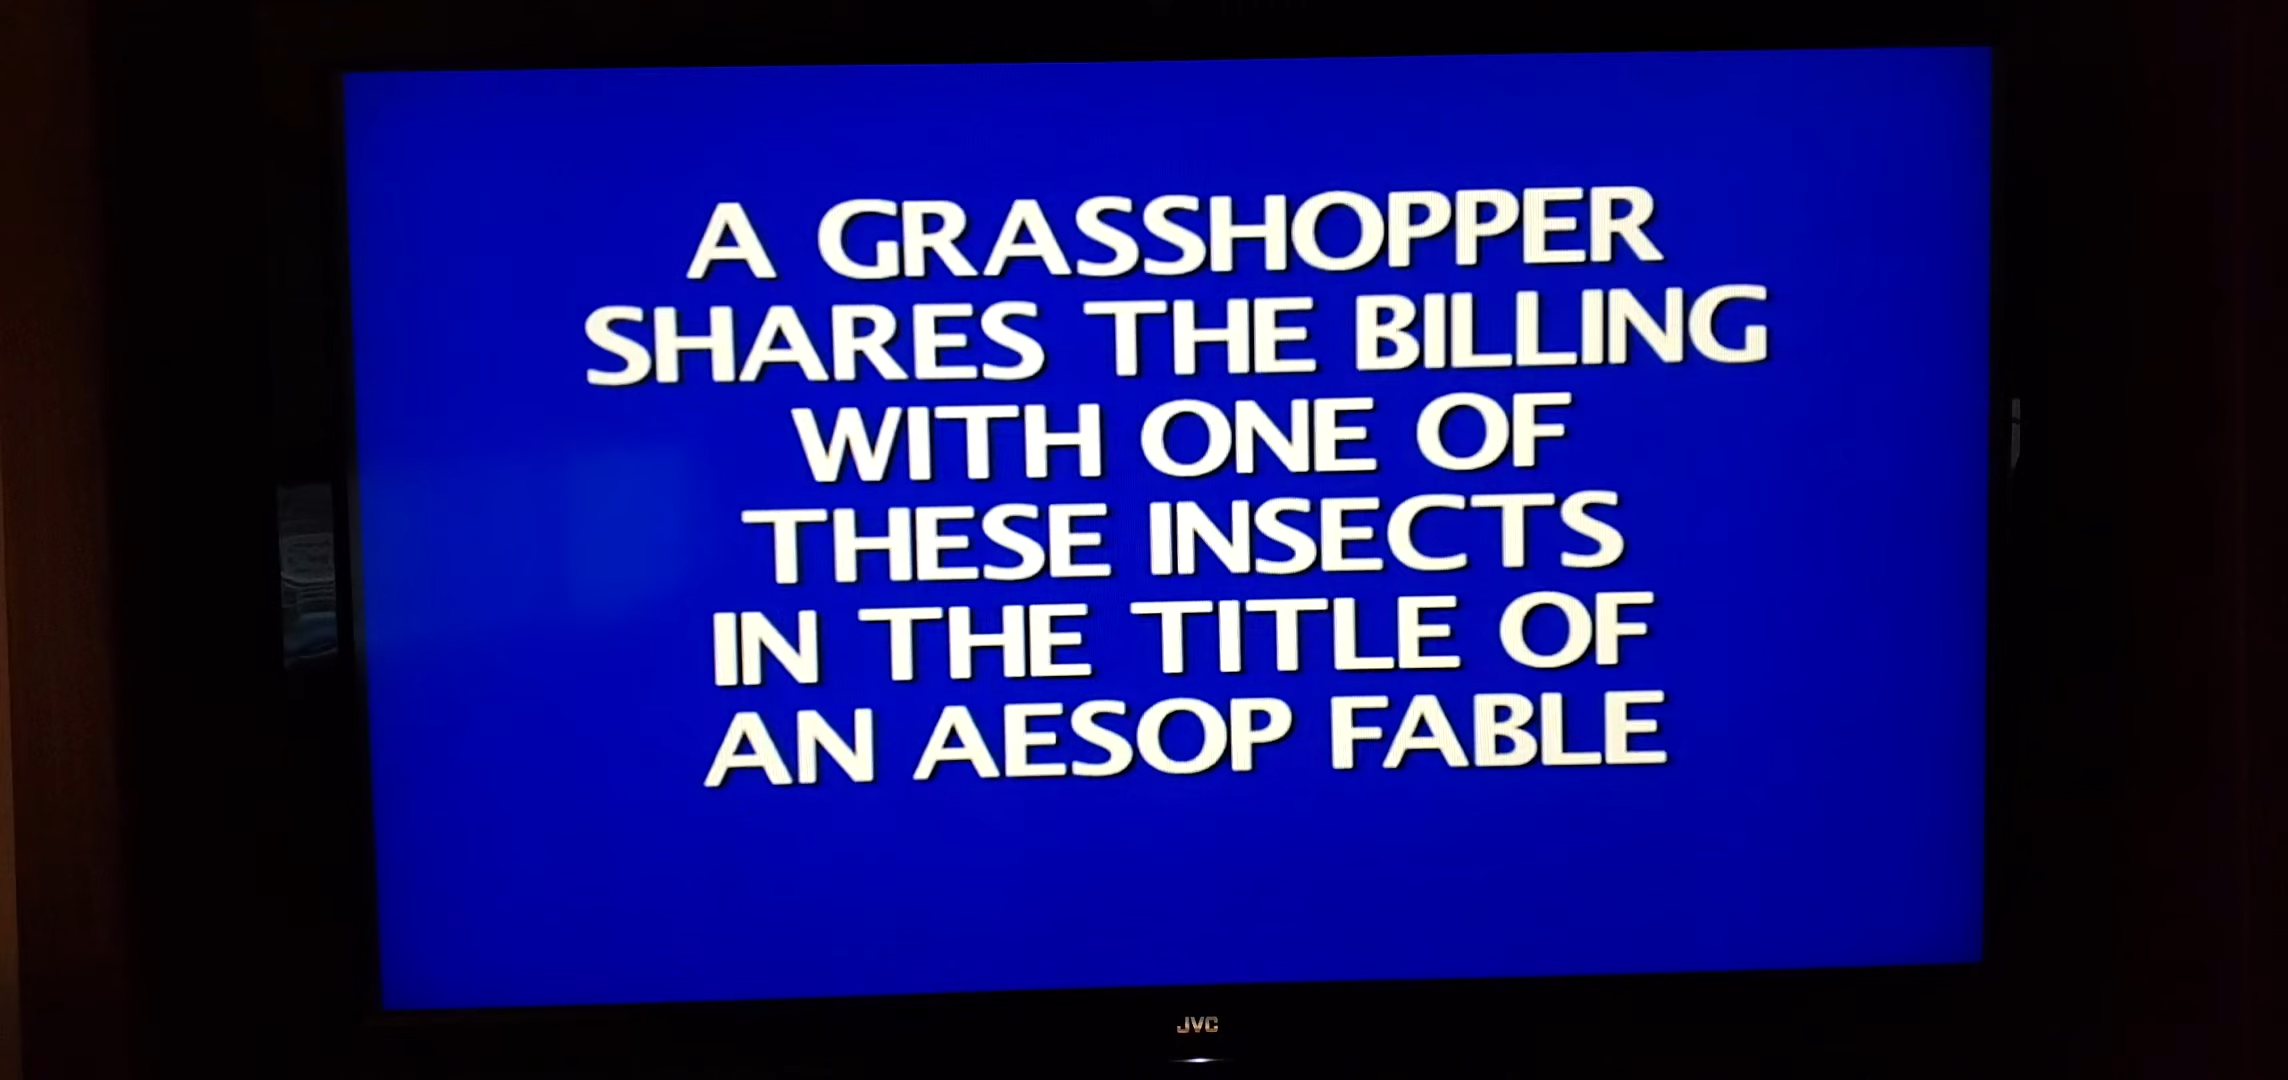 A GRASSHOPPER
SHARES THE BILLING
WITH ONE OF
THESE INSECTS
IN THE TITLE OF
AN AESOP FABLE
JVC